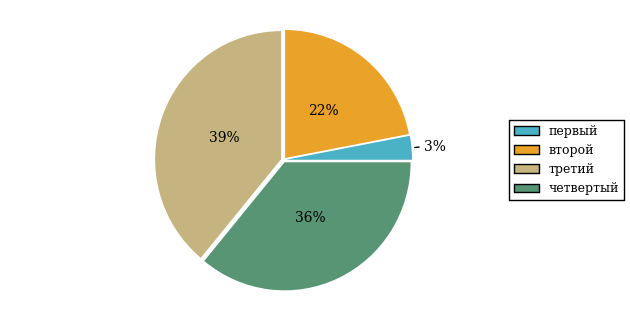 22%
39%
3%
36%
первый
второй
третий
четвертый